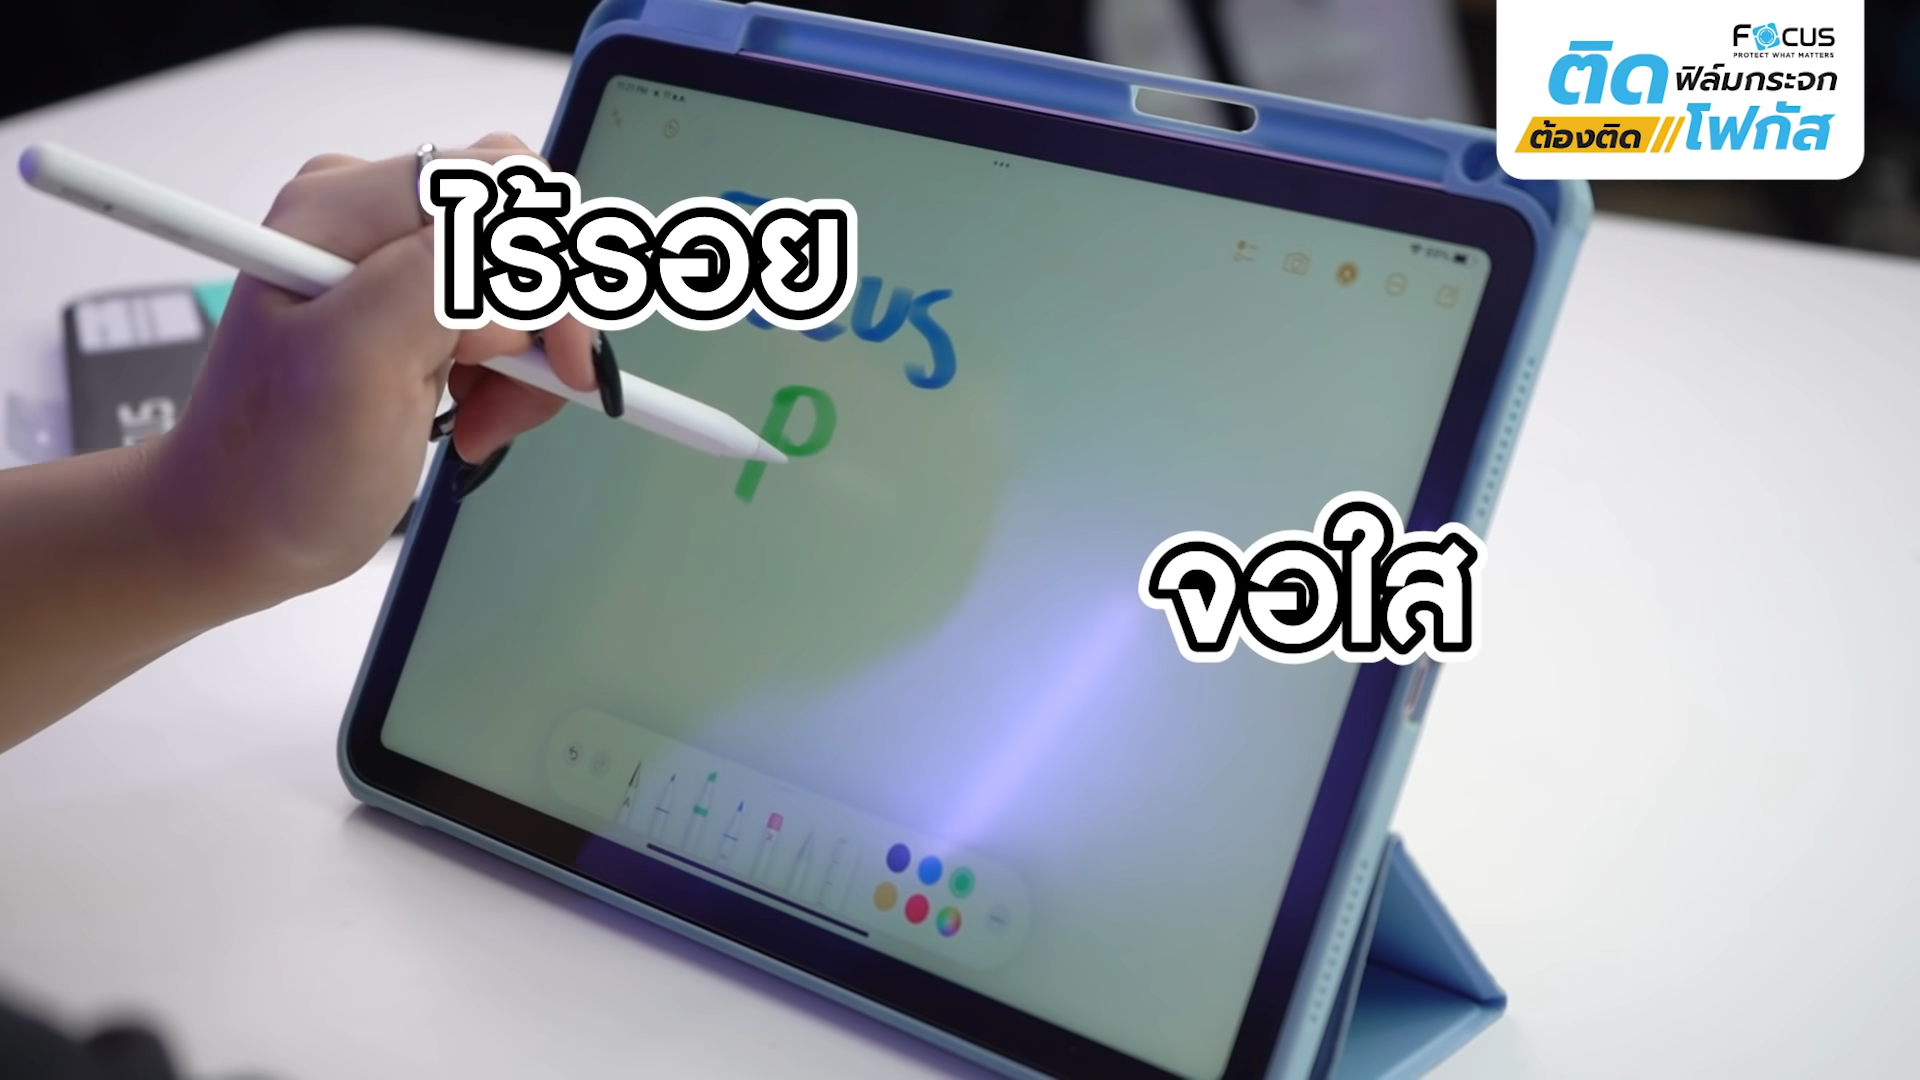 FOCUS
PROTECT WHAT MATTERS
ติดฟิล์มกระจก
ต้องติด // โฟกัส
ไร้รอย
P
จอใส